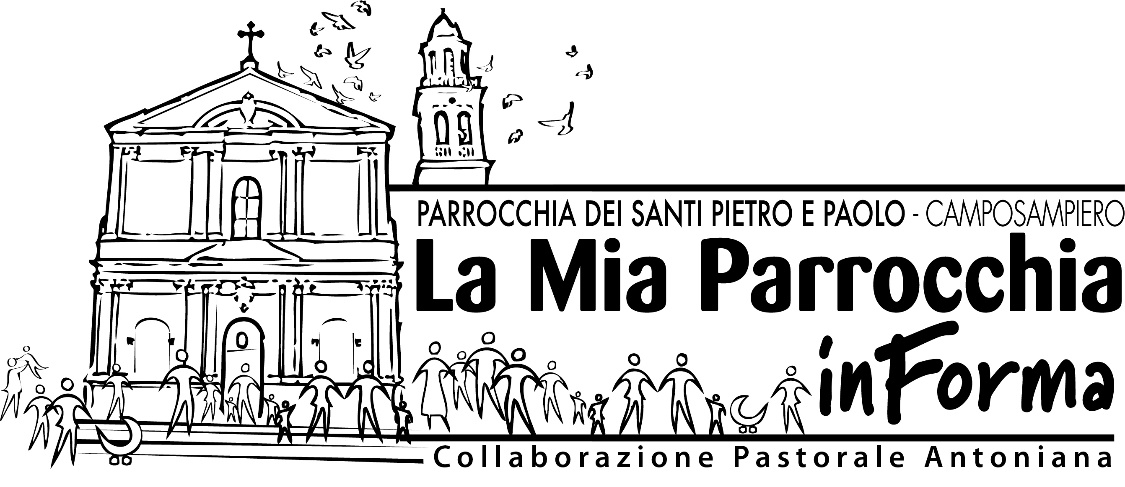 PARROCCHIA DEI SANTI PIETRO E PAOLO - CAMPOSAMPIERO
La Mia Parrocchia
inForma
Collaborazione Pastorale Antoniana